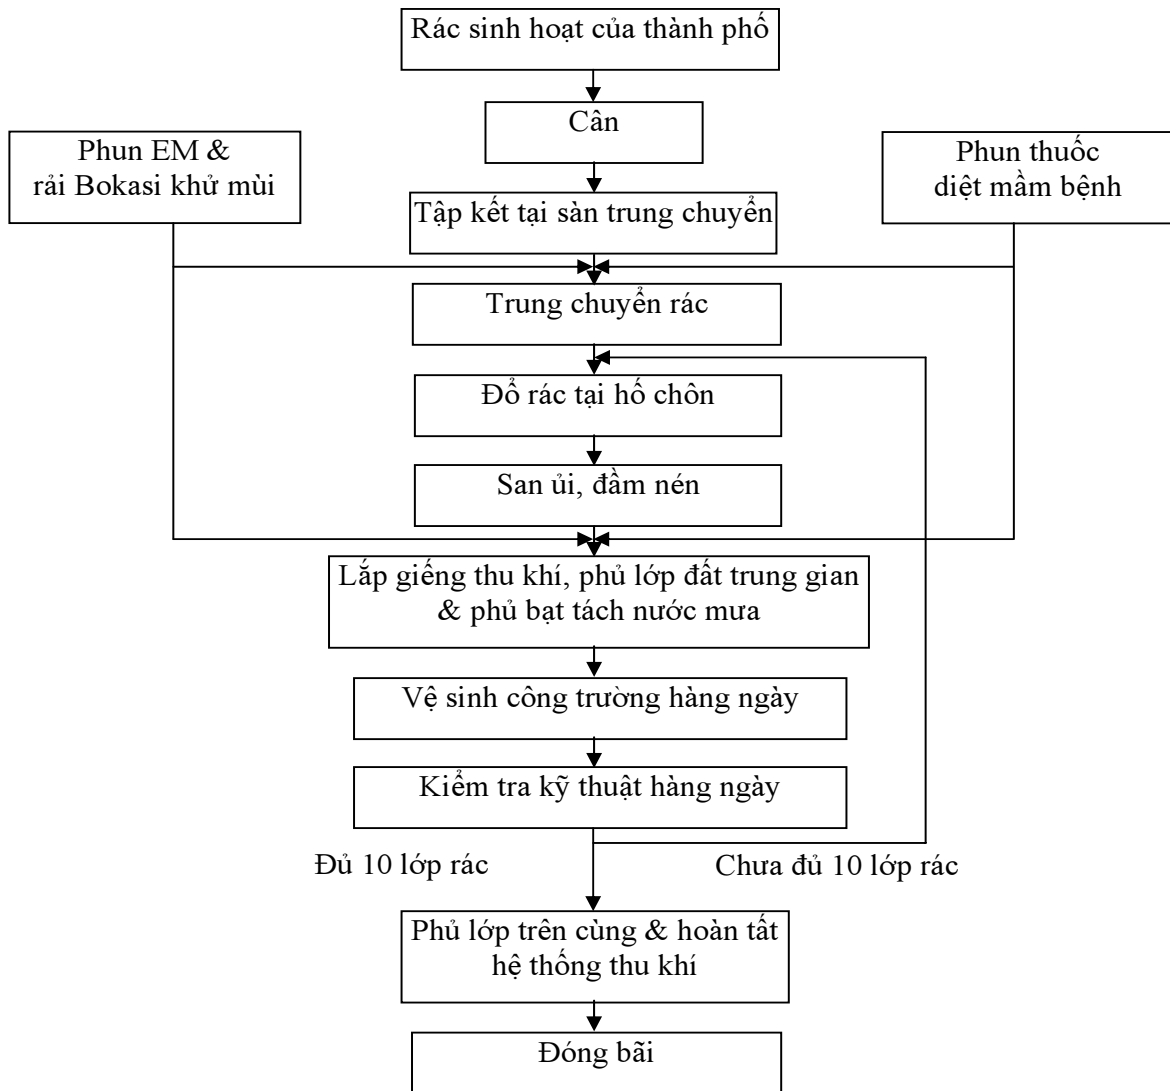 Rác sinh hoạt của thành phố
Cân
Phun EM &
rải Bokasi khử mùi
Phun thuốc
diệt mầm bệnh
Tập kết tại sàn trung chuyển
Trung chuyển rác
Đổ rác tại hố chôn
San ủi, đầm nén
Lắp giếng thu khí, phủ lớp đất trung gian
& phủ bạt tách nước mưa
Vệ sinh công trường hàng ngày
Kiểm tra kỹ thuật hàng ngày
Đủ 10 lớp rác
Chưa đủ 10 lớp rác
Phủ lớp trên cùng & hoàn tất
hệ thống thu khí
Đóng bãi